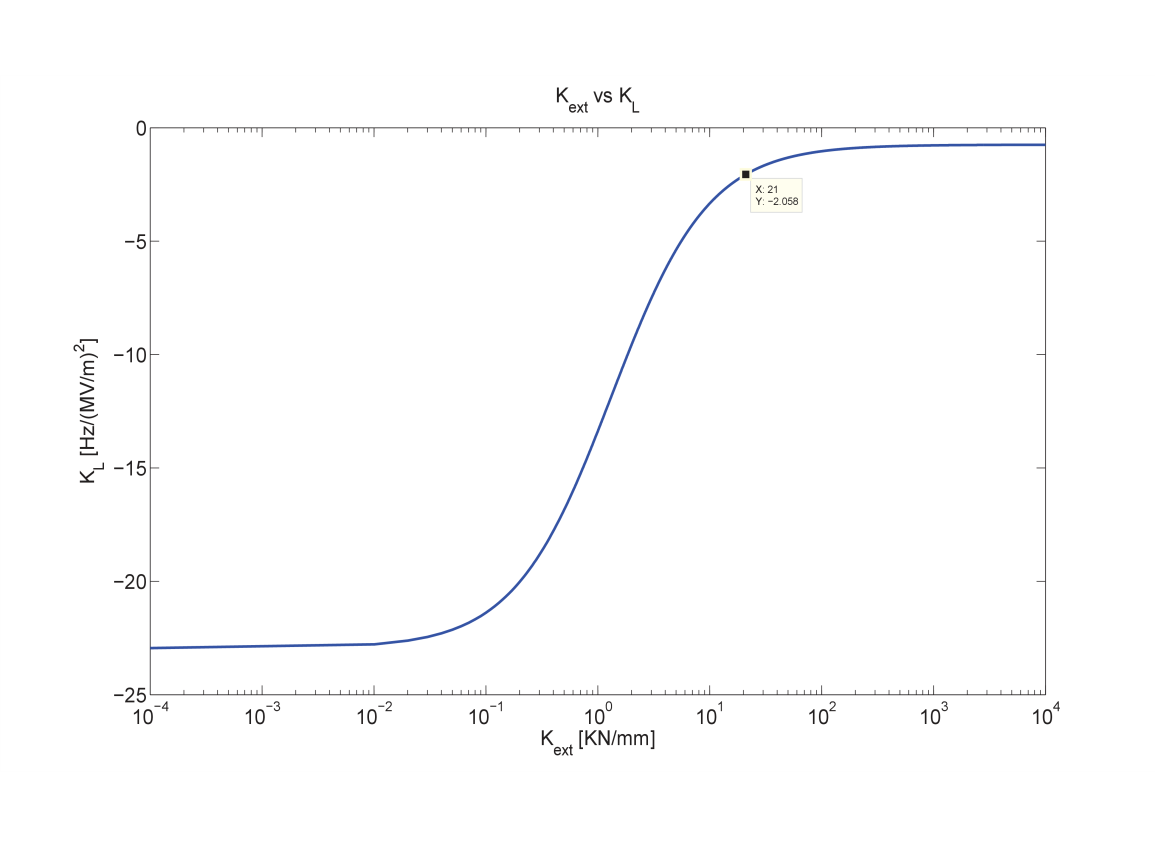 K_ext vs K_L
0
−5
−10
−15
−20
−25
K_L [Hz/(MV/m)^2]
X: 21
Y: −2.058
10^−4 10^−3 10^−2 10^−1 10^0 10^1 10^2 10^3 10^4
K_ext [KN/mm]